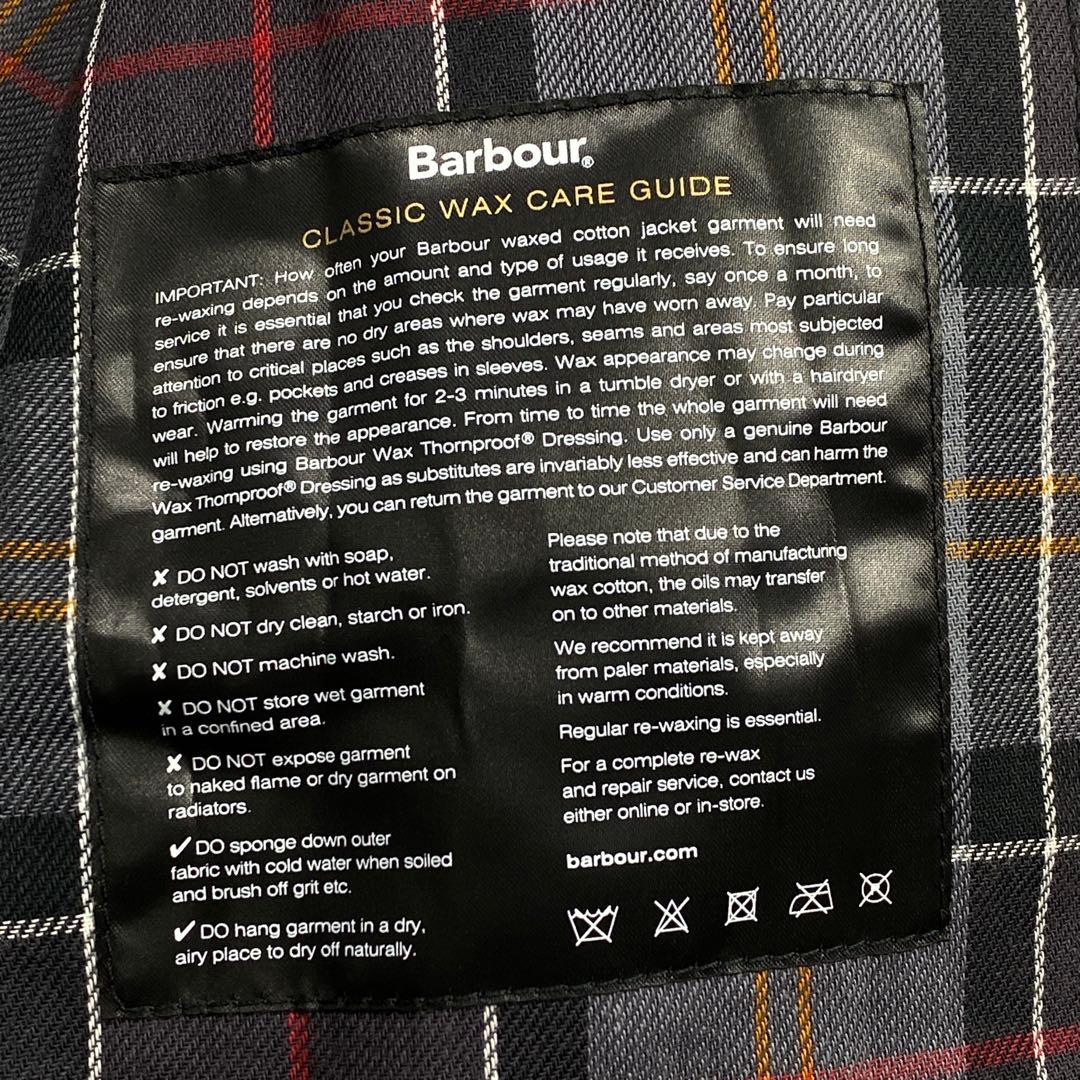 Barbour®
CLASSIC WAX CARE GUIDE
IMPORTANT: How often your Barbour waxed cotton jacket garment will need
re-waxing depends on the amount and type of usage it receives. To ensure long
service it is essential that you check the garment regularly, say once a month, to
ensure that there are no dry areas where wax may have worn away. Pay particular
attention to critical places such as the shoulders, seams and areas most subjected
to friction e.g. pockets and creases in sleeves. Wax appearance may change during
wear. Warming the garment for 2-3 minutes in a tumble dryer or with a hairdryer
will help to restore the appearance. From time to time the whole garment will need
re-waxing using Barbour Wax Thornproof® Dressing. Use only a genuine Barbour
Wax Thornproof® Dressing as substitutes are invariably less effective and can harm the
garment. Alternatively, you can return the garment to our Customer Service Department.
✘ DO NOT wash with soap,
detergent, solvents or hot water.
✘ DO NOT dry clean, starch or iron.
✘ DO NOT machine wash.
✘ DO NOT store wet garment
in a confined area.
✘ DO NOT expose garment
to naked flame or dry garment on
radiators.
✔ DO sponge down outer
fabric with cold water when soiled
and brush off grit etc.
✔ DO hang garment in a dry,
airy place to dry off naturally.
Please note that due to the
traditional method of manufacturing
wax cotton, the oils may transfer
on to other materials.
We recommend it is kept away
from paler materials, especially
in warm conditions.
Regular re-waxing is essential.
For a complete re-wax
and repair service, contact us
either online or in-store.
barbour.com